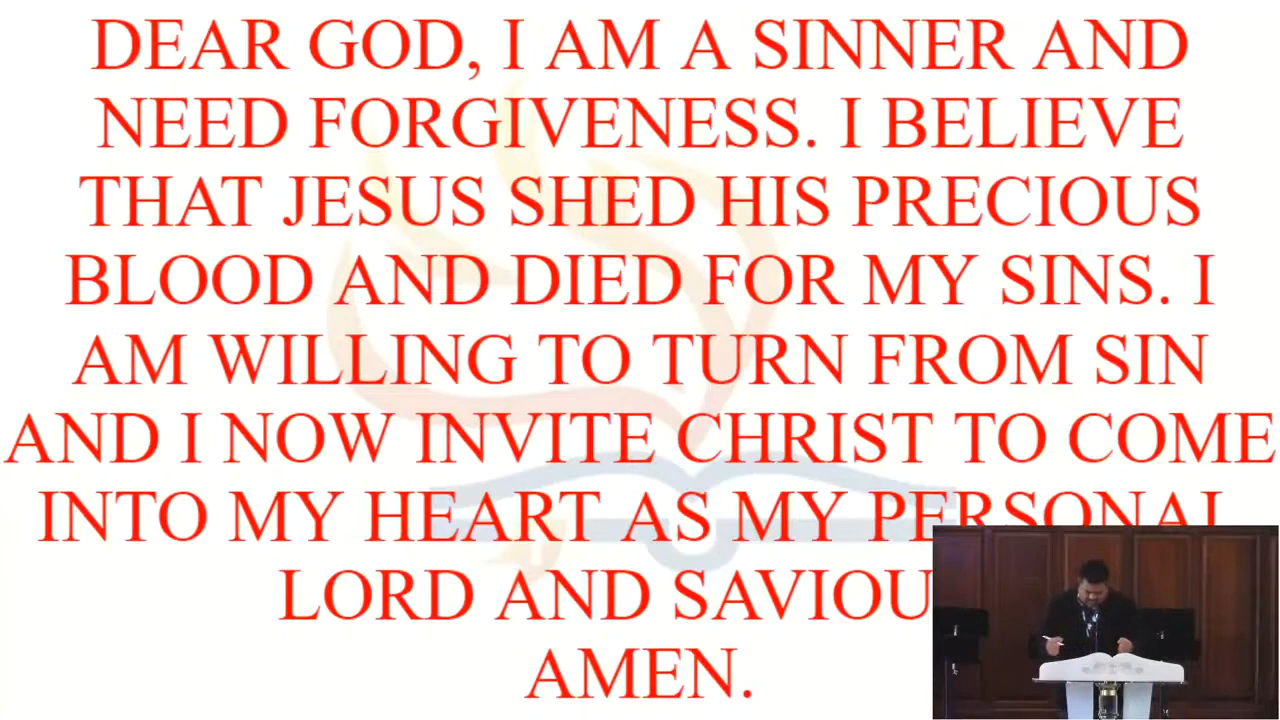 DEAR GOD, I AM A SINNER AND
NEED FORGIVENESS. I BELIEVE
THAT JESUS SHED HIS PRECIOUS
BLOOD AND DIED FOR MY SINS. I
AM WILLING TO TURN FROM SIN
AND I NOW INVITE CHRIST TO COME
INTO MY HEART AS MY PERSONAL
LORD AND SAVIOU
AMEN.